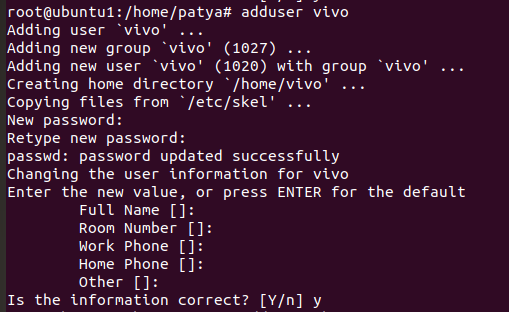 root@ubuntu1:/home/patya# adduser vivo
Adding user `vivo' ...
Adding new group `vivo' (1027) ...
Adding new user `vivo' (1020) with group `vivo' ...
Creating home directory `/home/vivo' ...
Copying files from `/etc/skel' ...
New password:
Retype new password:
passwd: password updated successfully
Changing the user information for vivo
Enter the new value, or press ENTER for the default
Full Name []:
Room Number []:
Work Phone []:
Home Phone []:
Other []:
Is the information correct? [Y/n] y